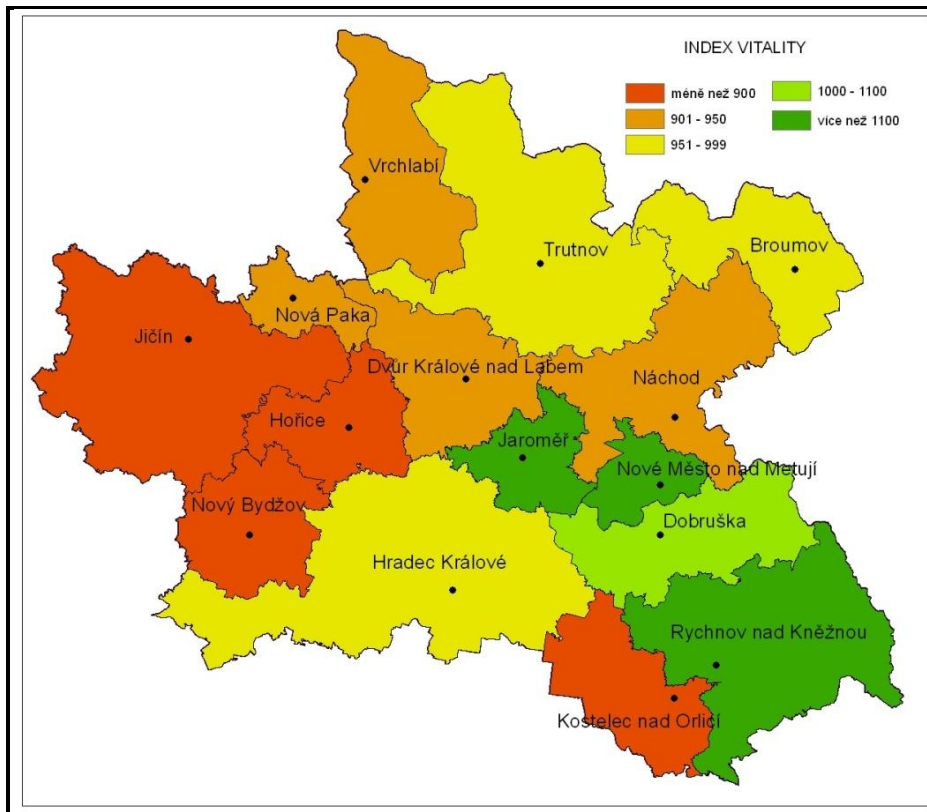 INDEX VITALITY
méně než 900
901 - 950
951 - 999
1000 - 1100
více než 1100
Vrchlabí
Trutnov
Broumov
Nová Paka
Jičín
Dvůr Králové nad Labem
Náchod
Hořice
Jaroměř
Nové Město nad Metují
Nový Bydžov
Dobruška
Hradec Králové
Rychnov nad Kněžnou
Kostelec nad Orlicí